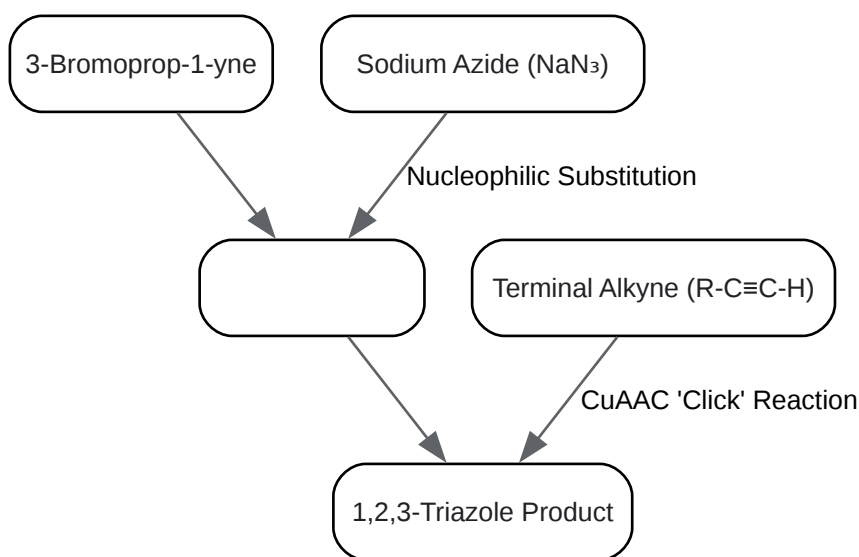 3-Bromoprop-1-yne
Sodium Azide (NaN₃)
Nucleophilic Substitution
Terminal Alkyne (R-C≡C-H)
CuAAC 'Click' Reaction
1,2,3-Triazole Product